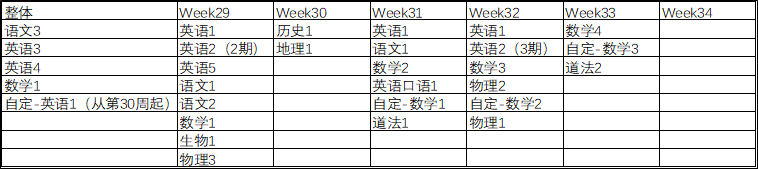 整体 Week29 Week30 Week31 Week32 Week33 Week34
语文3 英语1 历史1 英语1 英语1 数学4
英语3 英语2（2期） 地理1 语文1 英语2（3期） 自定-数学3
英语4 英语5 数学2 数学3 道法2
数学1 语文1 英语口语1 物理2
自定-英语1（从第30周起） 语文2 自定-数学1 自定-数学2
数学1 道法1 物理1
生物1
物理3